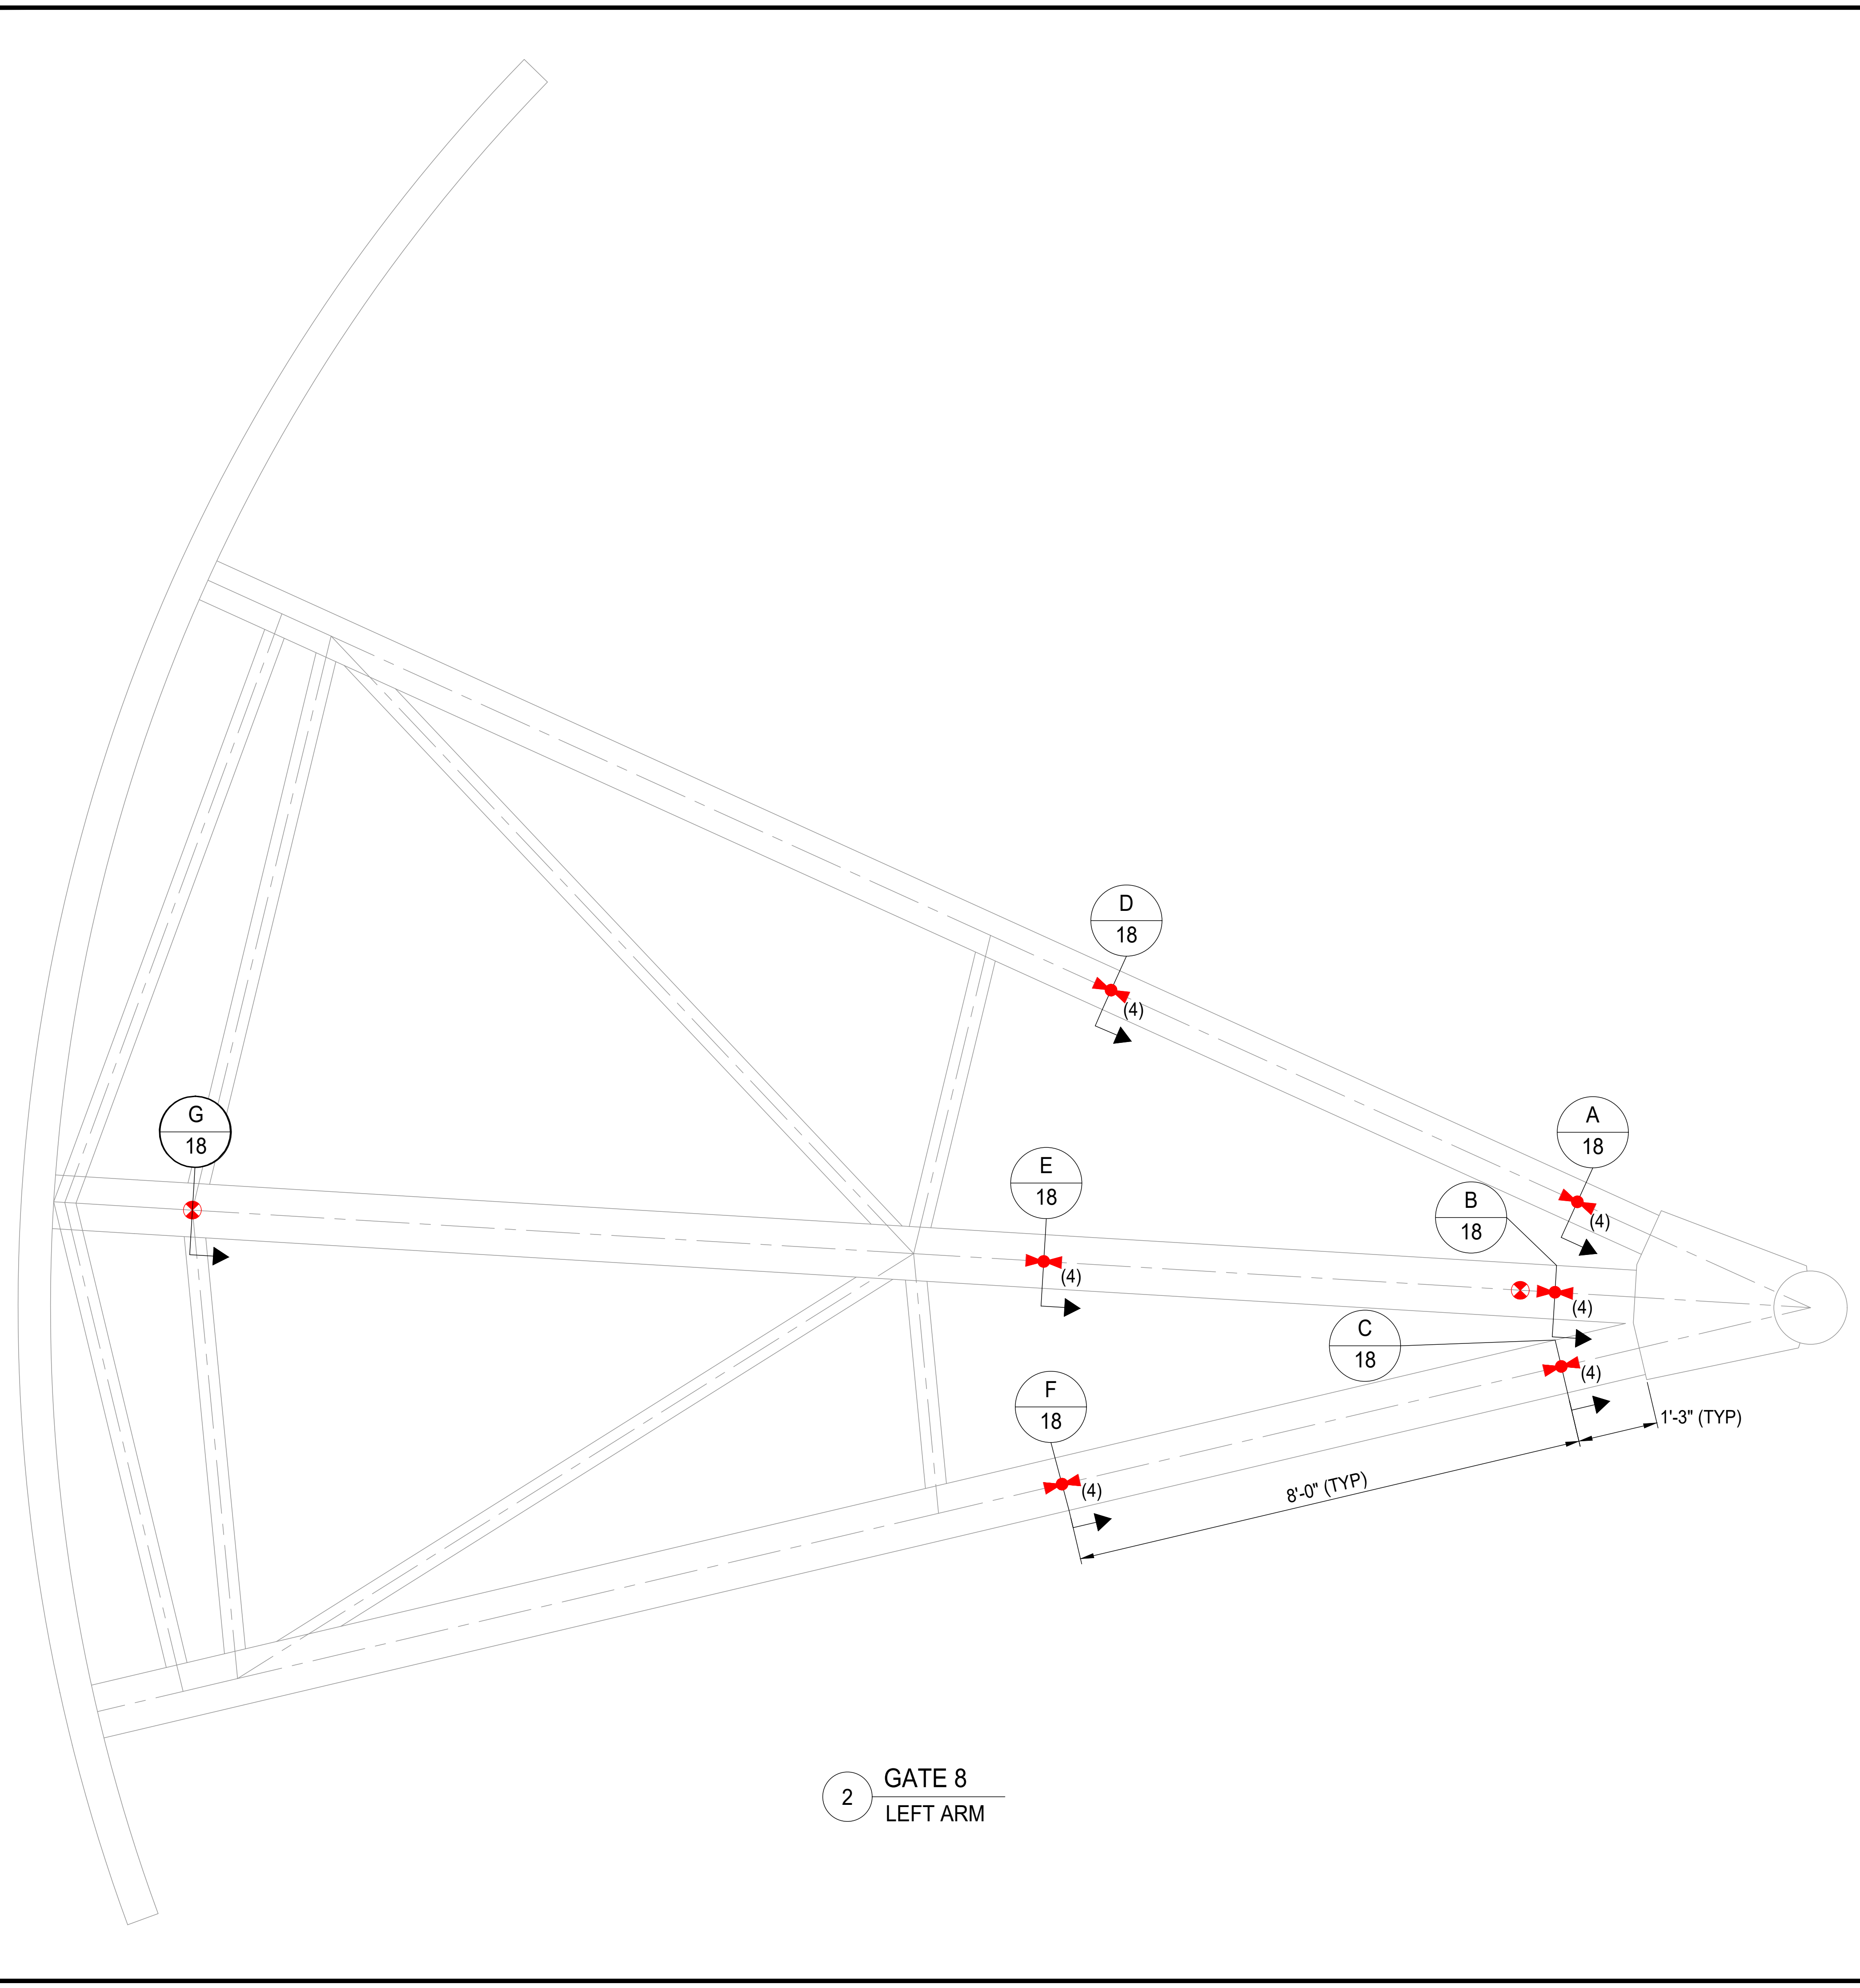 D
18
(4)
A
18
(4)
G
18
E
18
(4)
B
18
(4)
C
18
(4)
F
18
(4)
1'-3" (TYP)
8'-0" (TYP)
2
GATE 8
LEFT ARM